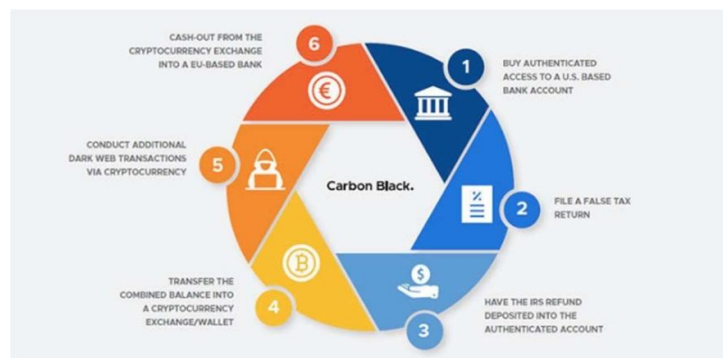 1
BUY AUTHENTICATED
ACCESS TO A U.S. BASED
BANK ACCOUNT
2
FILE A FALSE TAX
RETURN
3
HAVE THE IRS REFUND
DEPOSITED INTO THE
AUTHENTICATED ACCOUNT
4
TRANSFER THE
COMBINED BALANCE INTO
A CRYPTOCURRENCY
EXCHANGE/WALLET
5
CONDUCT ADDITIONAL
DARK WEB TRANSACTIONS
VIA CRYPTOCURRENCY
6
CASH-OUT FROM THE
CRYPTOCURRENCY EXCHANGE
INTO A EU-BASED BANK
Carbon Black.